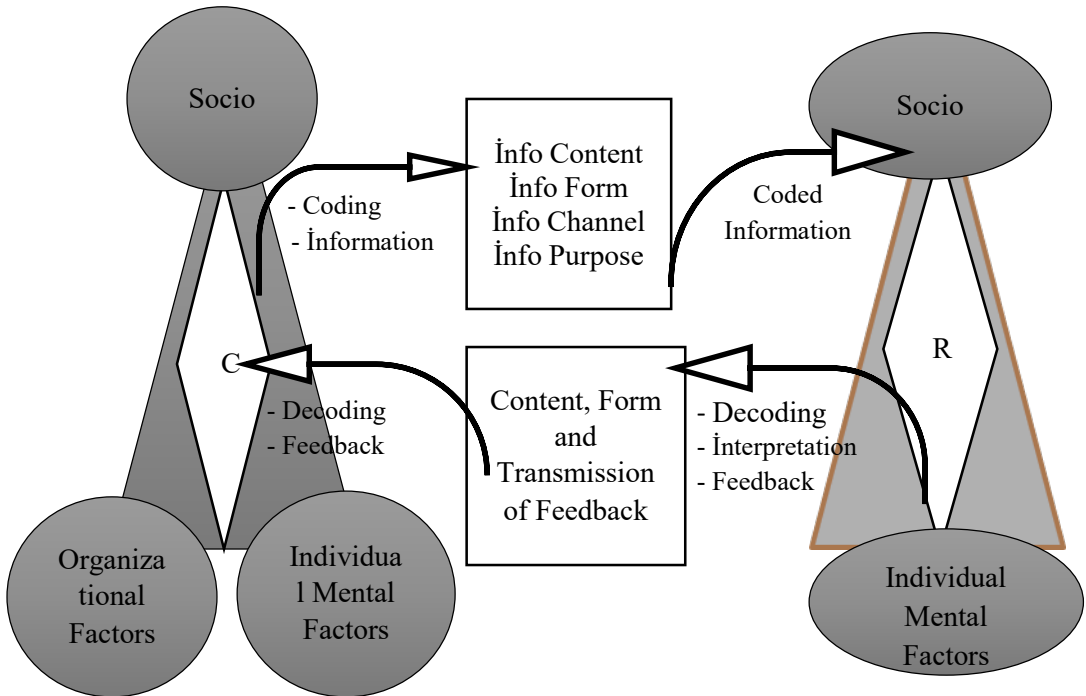 Socio
- Coding
- İnformation
İnfo Content
İnfo Form
İnfo Channel
İnfo Purpose
Coded
Information
Socio
C
- Decoding
- Feedback
Content, Form
and
Transmission
of Feedback
- Decoding
- İnterpretation
- Feedback
R
Organiza
tional
Factors
Individua
l Mental
Factors
Individual
Mental
Factors